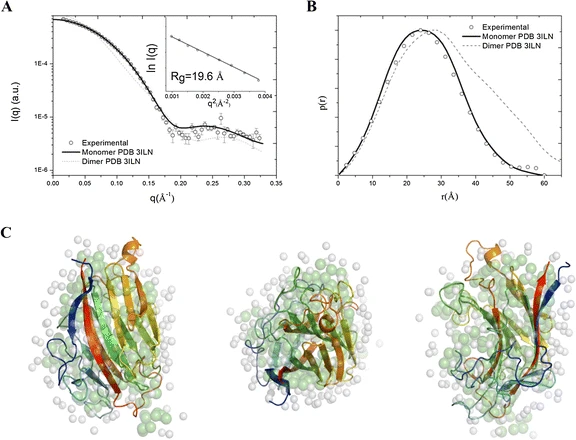 A
B
I(q) (a.u.)
1E-4
1E-5
1E-6
0.00 0.05 0.10 0.15 0.20 0.25 0.30 0.35
q(Å⁻¹)
Experimental
Monomer PDB 3ILN
Dimer PDB 3ILN
ln I(q)
Rg=19.6 Å
0.001 0.002 0.003 0.004
q²(Å⁻²)
p(r)
0 10 20 30 40 50 60
r(Å)
Experimental
Monomer PDB 3ILN
Dimer PDB 3ILN
C